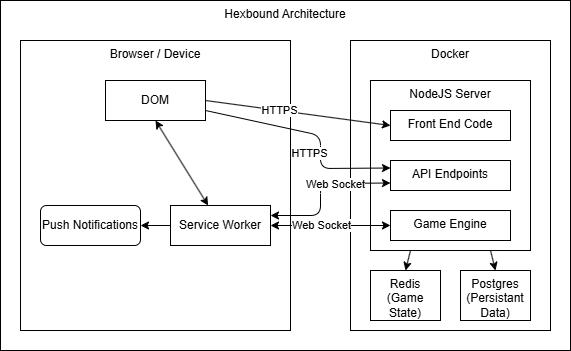 Hexbound Architecture
Browser / Device
Docker
DOM
NodeJS Server
HTTPS
Front End Code
HTTPS
API Endpoints
Web Socket
Push Notifications
Service Worker
Web Socket
Game Engine
Redis
(Game
State)
Postgres
(Persistant
Data)